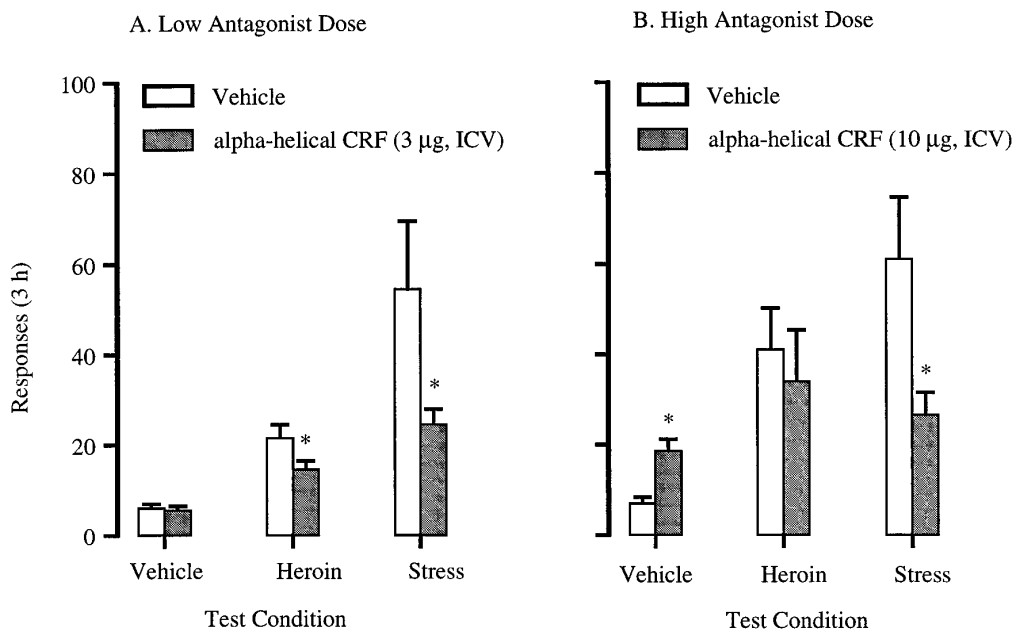 A. Low Antagonist Dose
Vehicle
alpha-helical CRF (3 µg, ICV)
100
80
60
40
20
0
Responses (3 h)
*
*
Vehicle
Heroin
Stress
Test Condition
B. High Antagonist Dose
Vehicle
alpha-helical CRF (10 µg, ICV)
*
*
Vehicle
Heroin
Stress
Test Condition